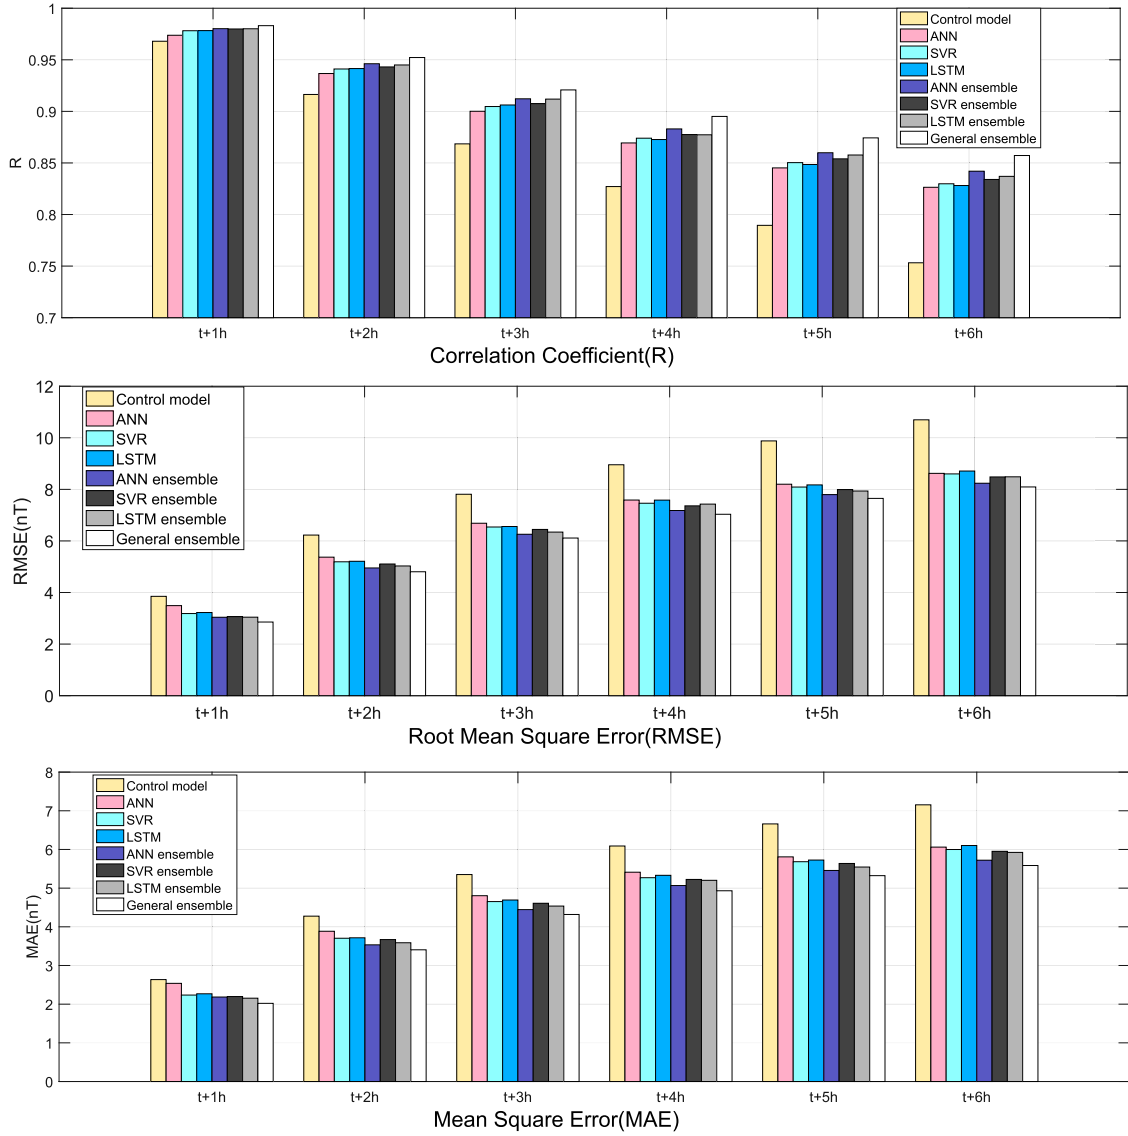 1
0.95
0.9
0.85
0.8
0.75
0.7
R
Control model
ANN
SVR
LSTM
ANN ensemble
SVR ensemble
LSTM ensemble
General ensemble
t+1h t+2h t+3h t+4h t+5h t+6h
Correlation Coefficient(R)
12
10
8
6
4
2
0
RMSE(nT)
Control model
ANN
SVR
LSTM
ANN ensemble
SVR ensemble
LSTM ensemble
General ensemble
t+1h t+2h t+3h t+4h t+5h t+6h
Root Mean Square Error(RMSE)
8
7
6
5
4
3
2
1
0
MAE(nT)
Control model
ANN
SVR
LSTM
ANN ensemble
SVR ensemble
LSTM ensemble
General ensemble
t+1h t+2h t+3h t+4h t+5h t+6h
Mean Square Error(MAE)